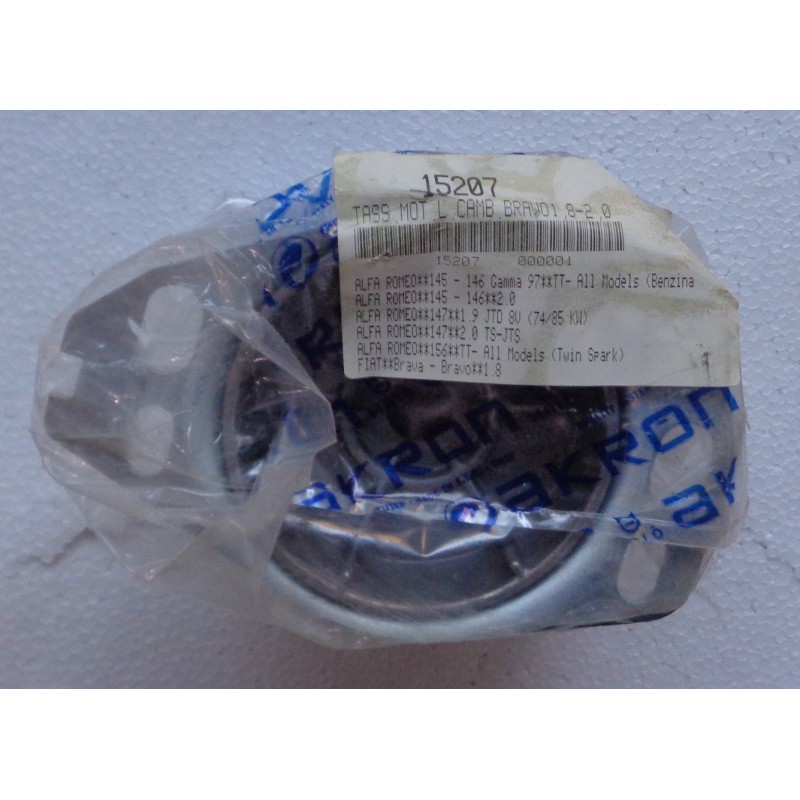 15207
TASS MOT L CAMB BRAVO1.8-2.0
15207 000004
ALFA ROMEO**145 - 146 Gamma 97**TT- All Models (Benzina
ALFA ROMEO**145 - 146**2.0
ALFA ROMEO**147**1.9 JTD 8V (74/85 KW)
ALFA ROMEO**147**2.0 TS-JTS
ALFA ROMEO**156**TT- All Models (Twin Spark)
FIAT**Brava - Bravo**1.8
AKRON
AKRON